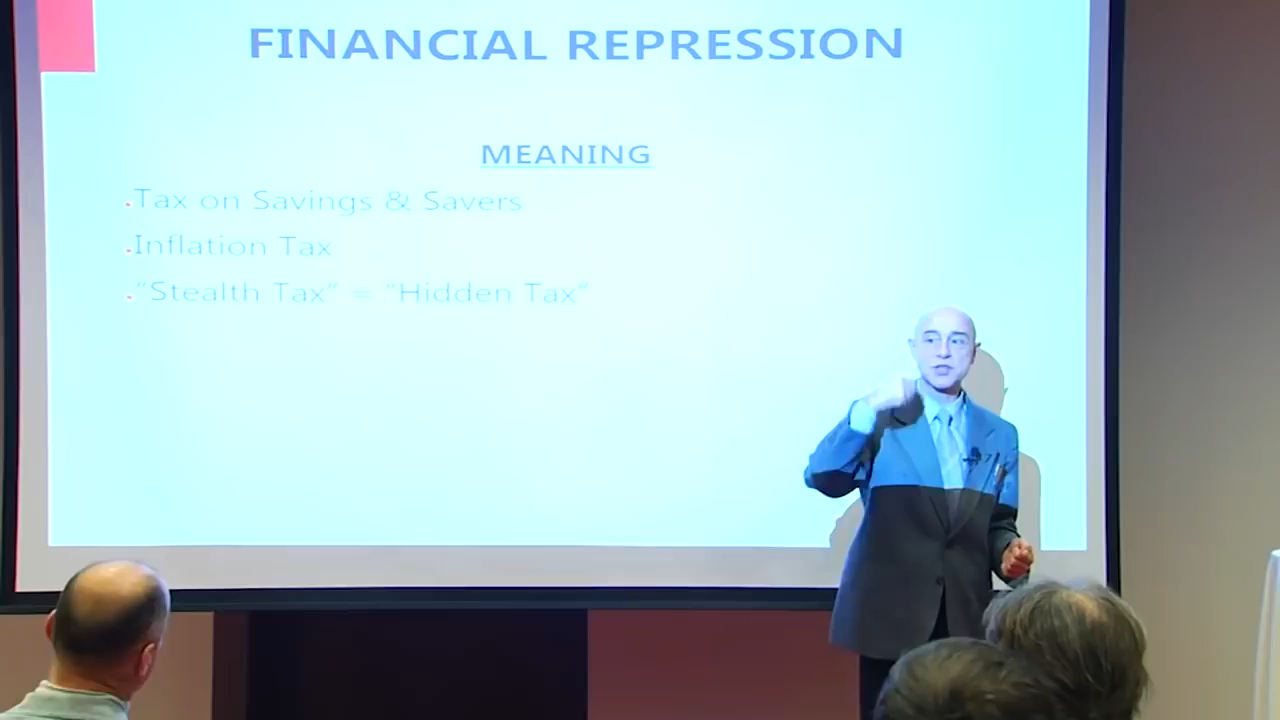 FINANCIAL REPRESSION
MEANING
Tax on Savings & Savers
Inflation Tax
“Stealth Tax” = “Hidden Tax”